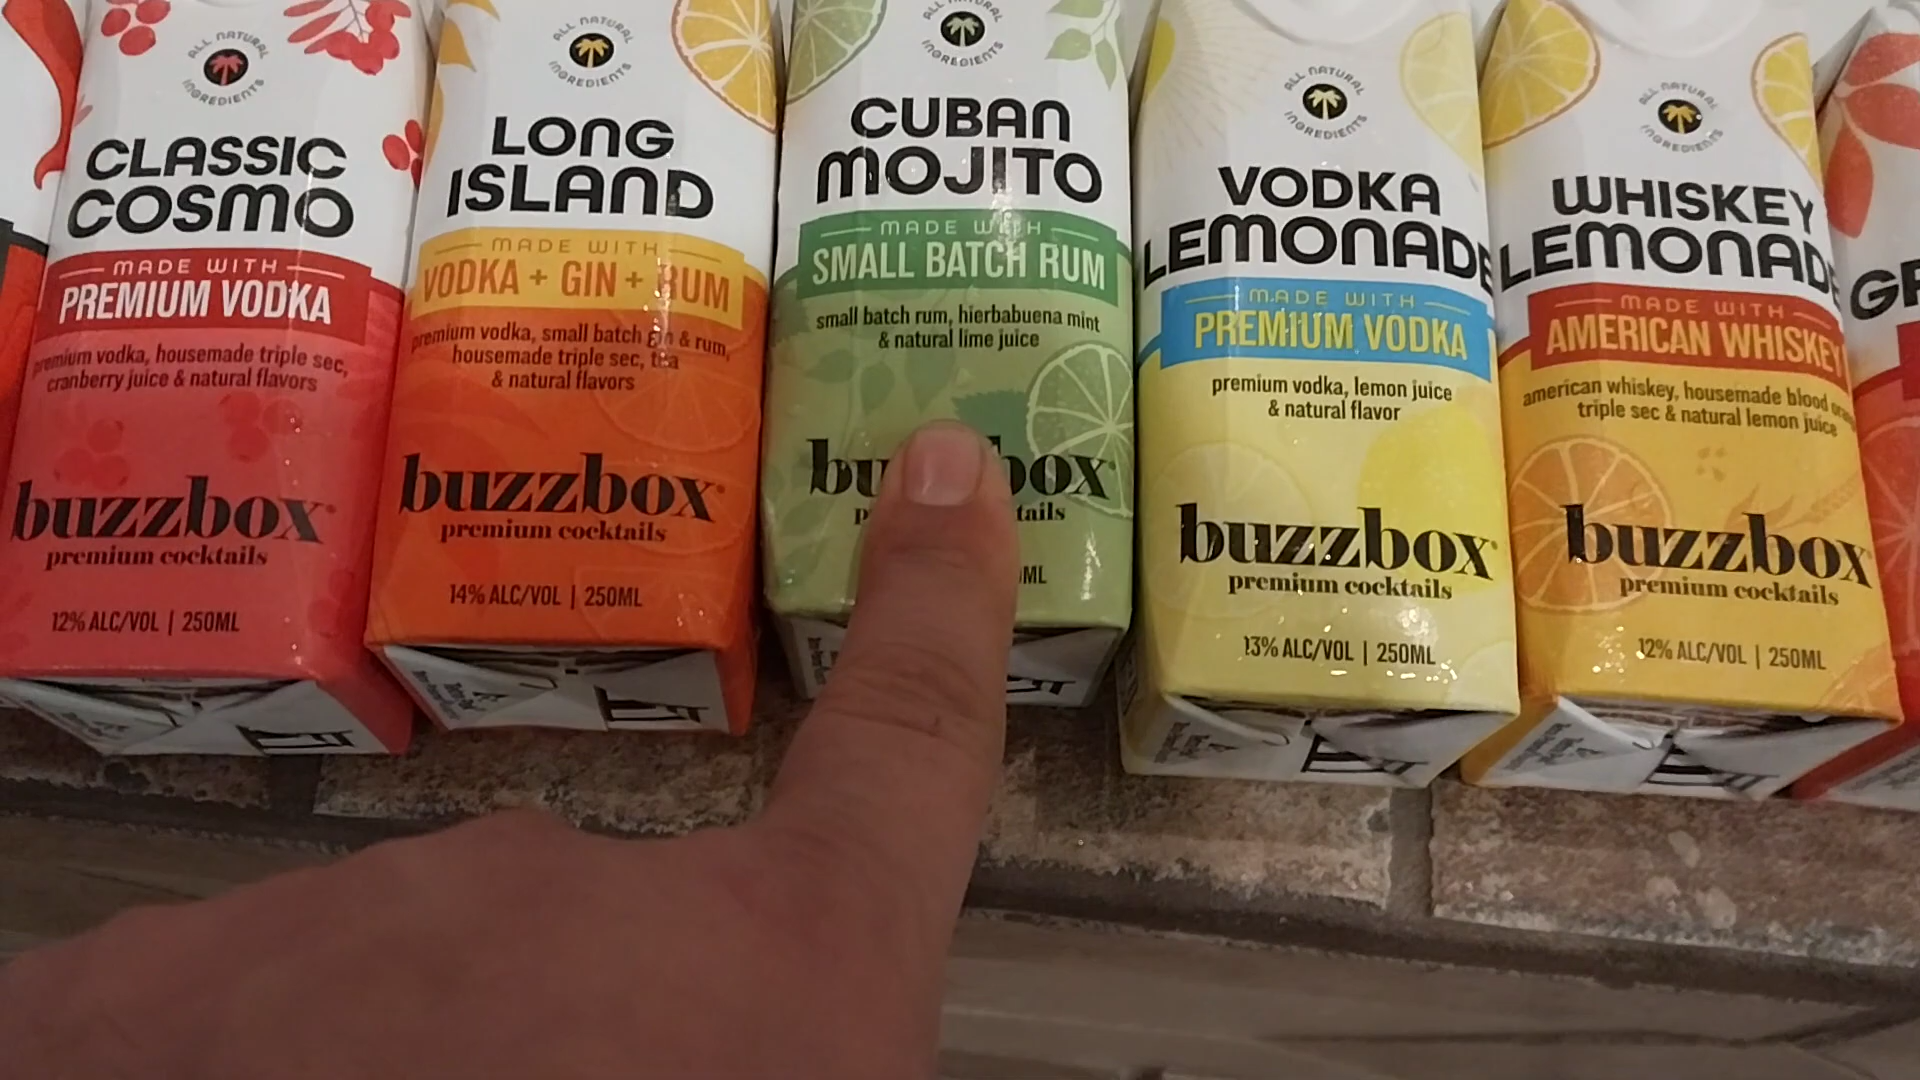 ALL NATURAL
INGREDIENTS
CLASSIC
COSMO
MADE WITH
PREMIUM VODKA
premium vodka, housemade triple sec,
cranberry juice & natural flavors
buzzbox
premium cocktails
12% ALC/VOL | 250ML
ALL NATURAL
INGREDIENTS
LONG
ISLAND
MADE WITH
VODKA + GIN + RUM
premium vodka, small batch gin & rum,
housemade triple sec, tea
& natural flavors
buzzbox
premium cocktails
14% ALC/VOL | 250ML
ALL NATURAL
INGREDIENTS
CUBAN
MOJITO
MADE WITH
SMALL BATCH RUM
small batch rum, hierbabuena mint
& natural lime juice
bu box
p tails
ML
ALL NATURAL
INGREDIENTS
VODKA
LEMONADE
MADE WITH
PREMIUM VODKA
premium vodka, lemon juice
& natural flavor
buzzbox
premium cocktails
13% ALC/VOL | 250ML
ALL NATURAL
INGREDIENTS
WHISKEY
LEMONADE
MADE WITH
AMERICAN WHISKEY
american whiskey, housemade blood orange
triple sec & natural lemon juice
buzzbox
premium cocktails
12% ALC/VOL | 250ML
GR